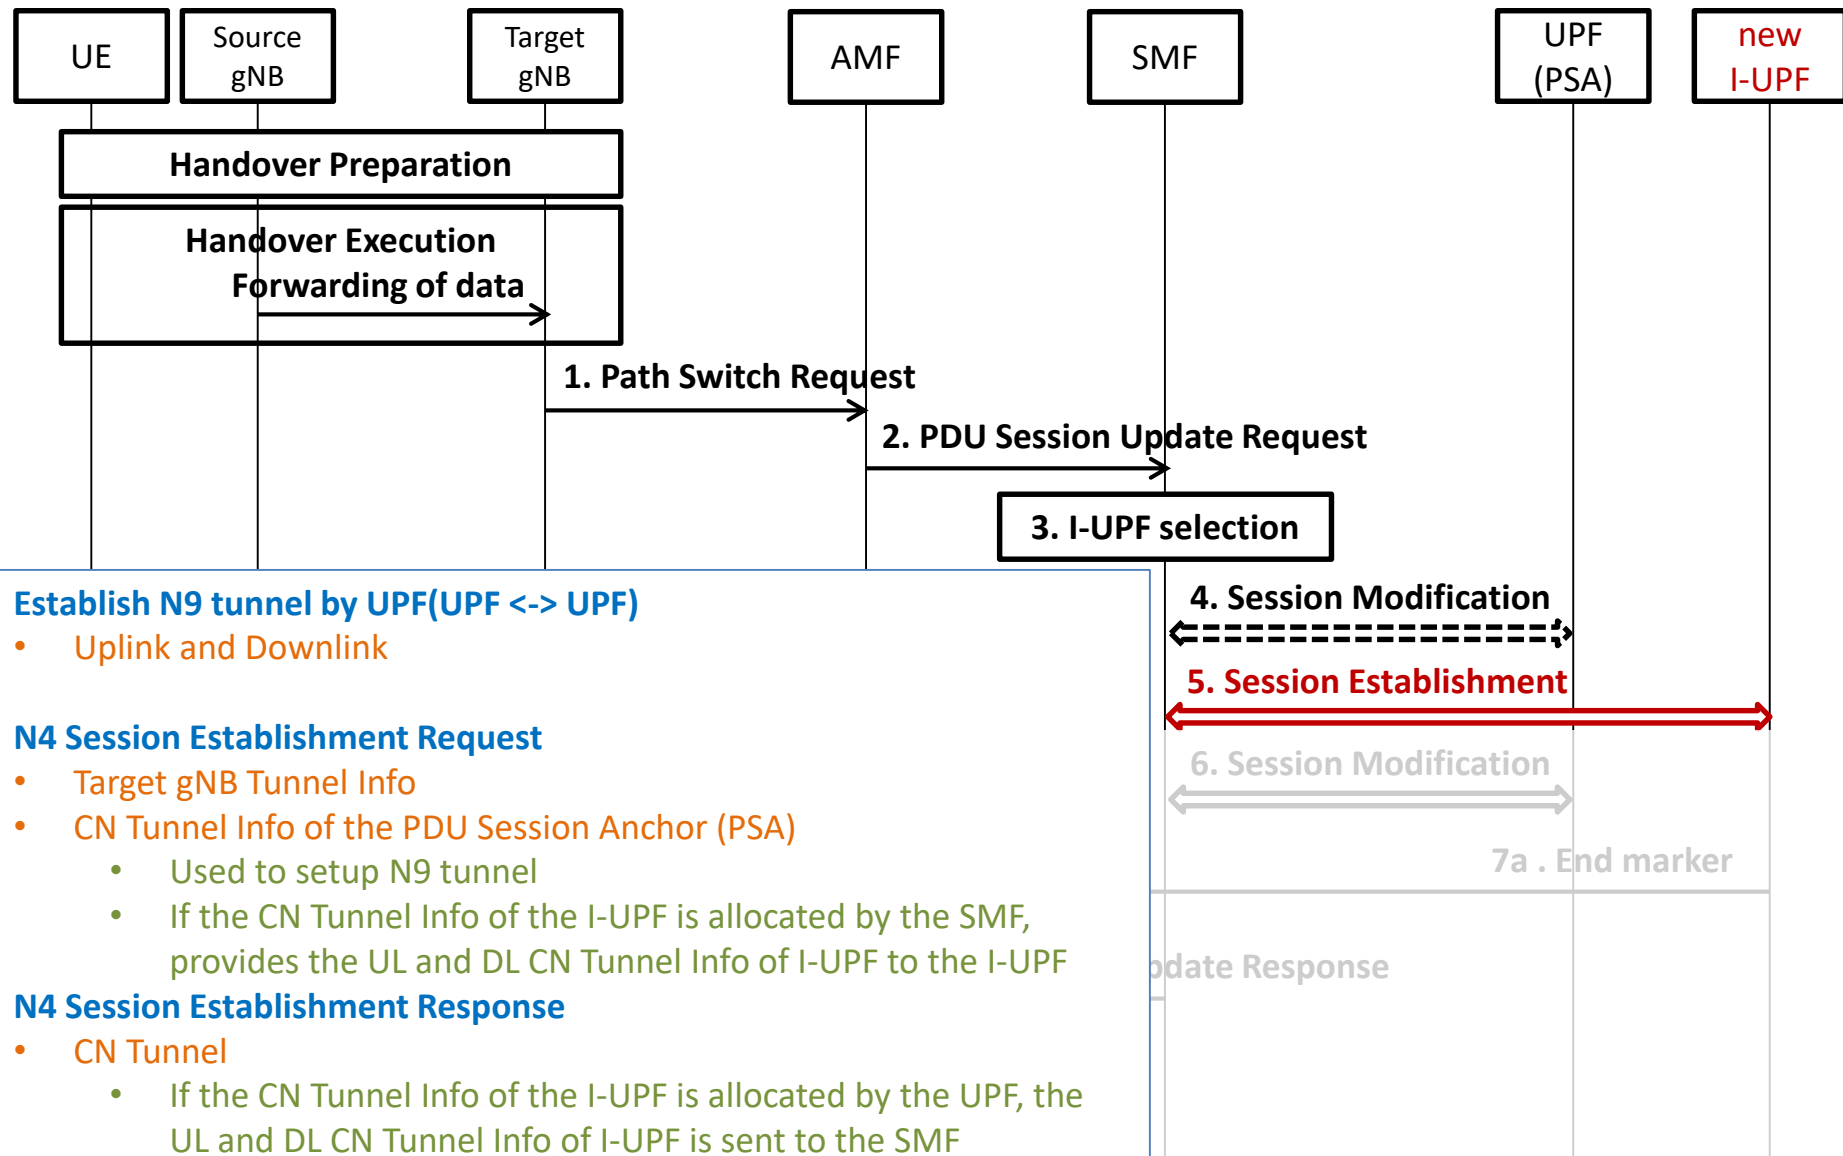 UE
Source
gNB
Target
gNB
AMF
SMF
UPF
(PSA)
new
I-UPF
Handover Preparation
Handover Execution
Forwarding of data
1. Path Switch Request
2. PDU Session Update Request
3. I-UPF selection
4. Session Modification
5. Session Establishment
6. Session Modification
7a . End marker
Response
Establish N9 tunnel by UPF(UPF <-> UPF)
• Uplink and Downlink
N4 Session Establishment Request
• Target gNB Tunnel Info
• CN Tunnel Info of the PDU Session Anchor (PSA)
• Used to setup N9 tunnel
• If the CN Tunnel Info of the I-UPF is allocated by the SMF,
provides the UL and DL CN Tunnel Info of I-UPF to the I-UPF
N4 Session Establishment Response
• CN Tunnel
• If the CN Tunnel Info of the I-UPF is allocated by the UPF, the
UL and DL CN Tunnel Info of I-UPF is sent to the SMF